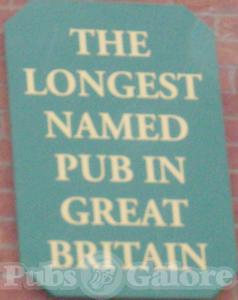 THE
LONGEST
NAMED
PUB IN
GREAT
BRITAIN
Pubs Galore